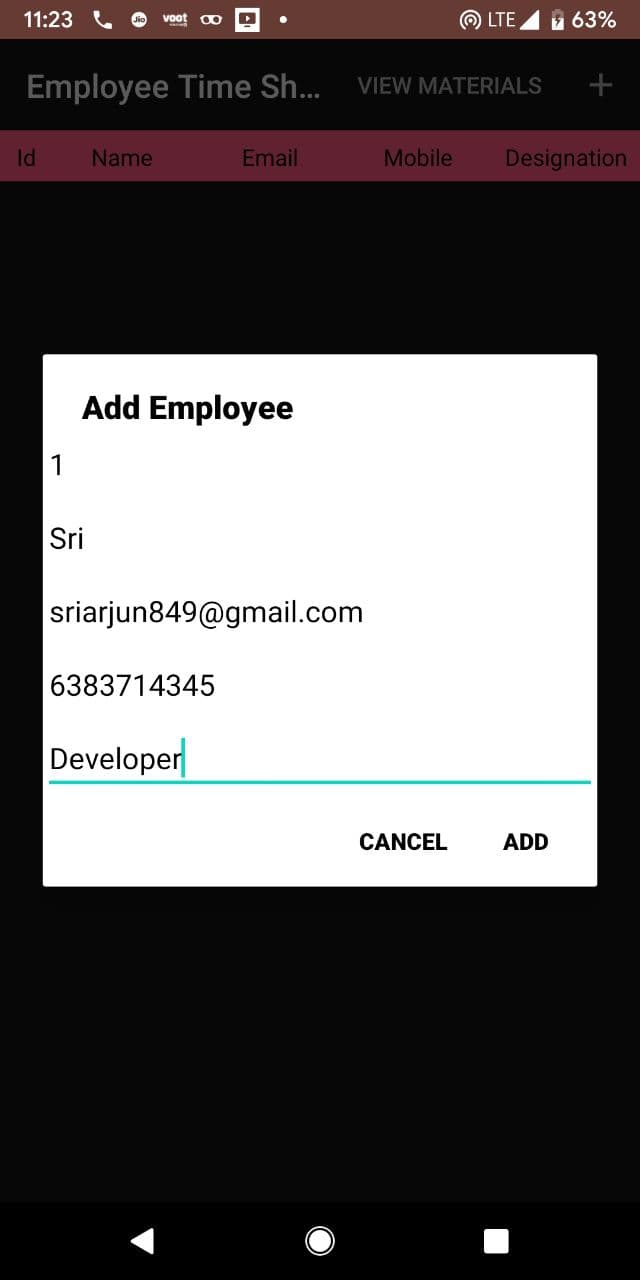 11:23 Jio voot LTE 63%
Employee Time Sh... VIEW MATERIALS +
Id Name Email Mobile Designation
Add Employee
1
Sri
sriarjun849@gmail.com
6383714345
Developer
CANCEL ADD